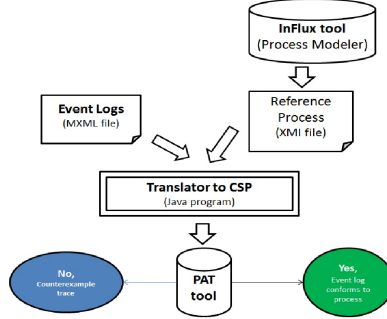 InFlux tool
(Process Modeler)
Event Logs
(MXML file)
Reference
Process
(XMI file)
Translator to CSP
(Java program)
No,
Counterexample
trace
PAT
tool
Yes,
Event log
conforms to
process